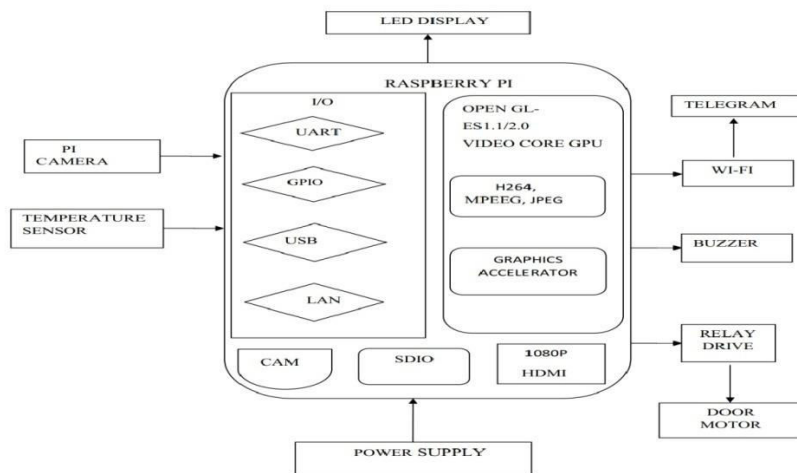 LED DISPLAY
RASPBERRY PI
I/O
UART
GPIO
USB
LAN
OPEN GL-
ES1.1/2.0
VIDEO CORE GPU
H264,
MPEEG, JPEG
GRAPHICS
ACCELERATOR
CAM
SDIO
1080P
HDMI
PI
CAMERA
TEMPERATURE
SENSOR
TELEGRAM
WI-FI
BUZZER
RELAY
DRIVE
DOOR
MOTOR
POWER SUPPLY